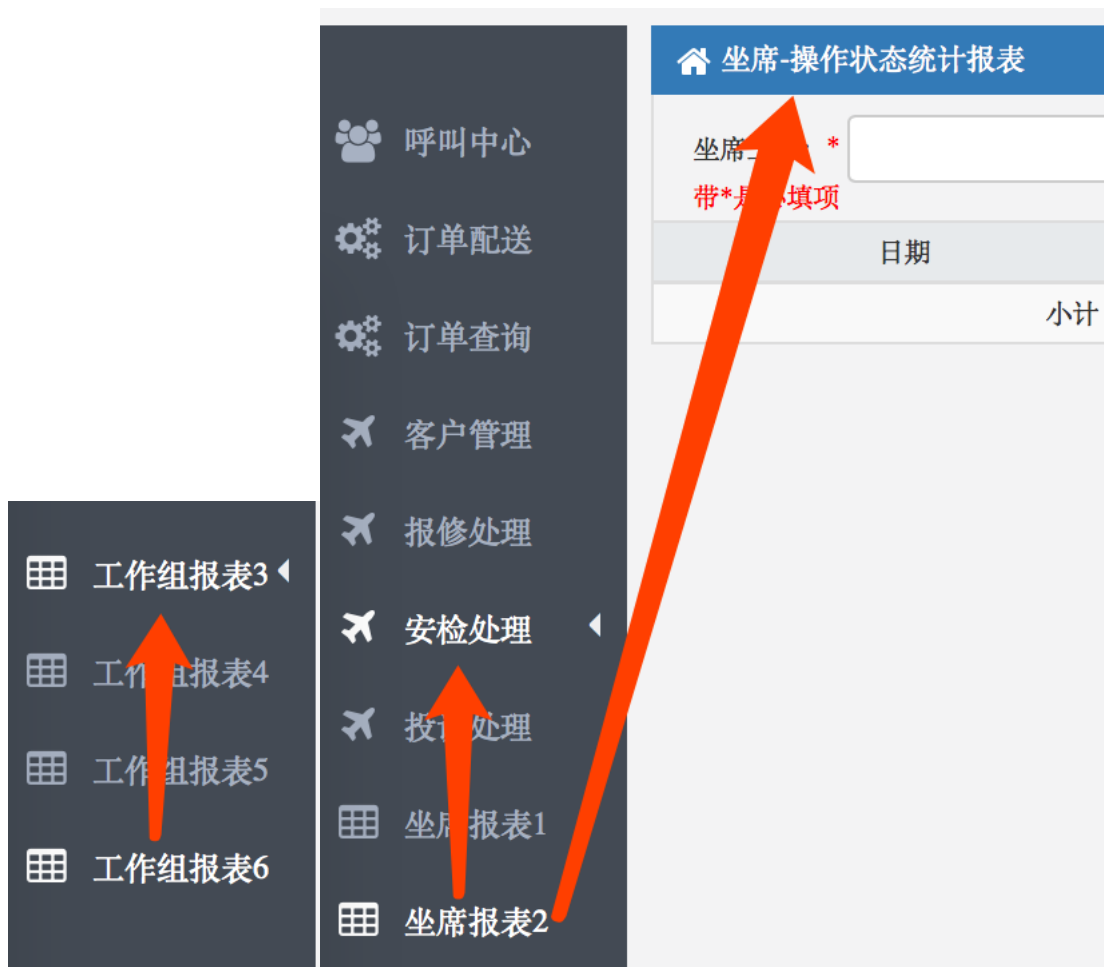 坐席-操作状态统计报表
呼叫中心
坐席 *
带*是 填项
订单配送
日期
订单查询
小计
客户管理
报修处理
工作组报表3
安检处理
工作组报表4
投诉处理
工作组报表5
坐席报表1
工作组报表6
坐席报表2